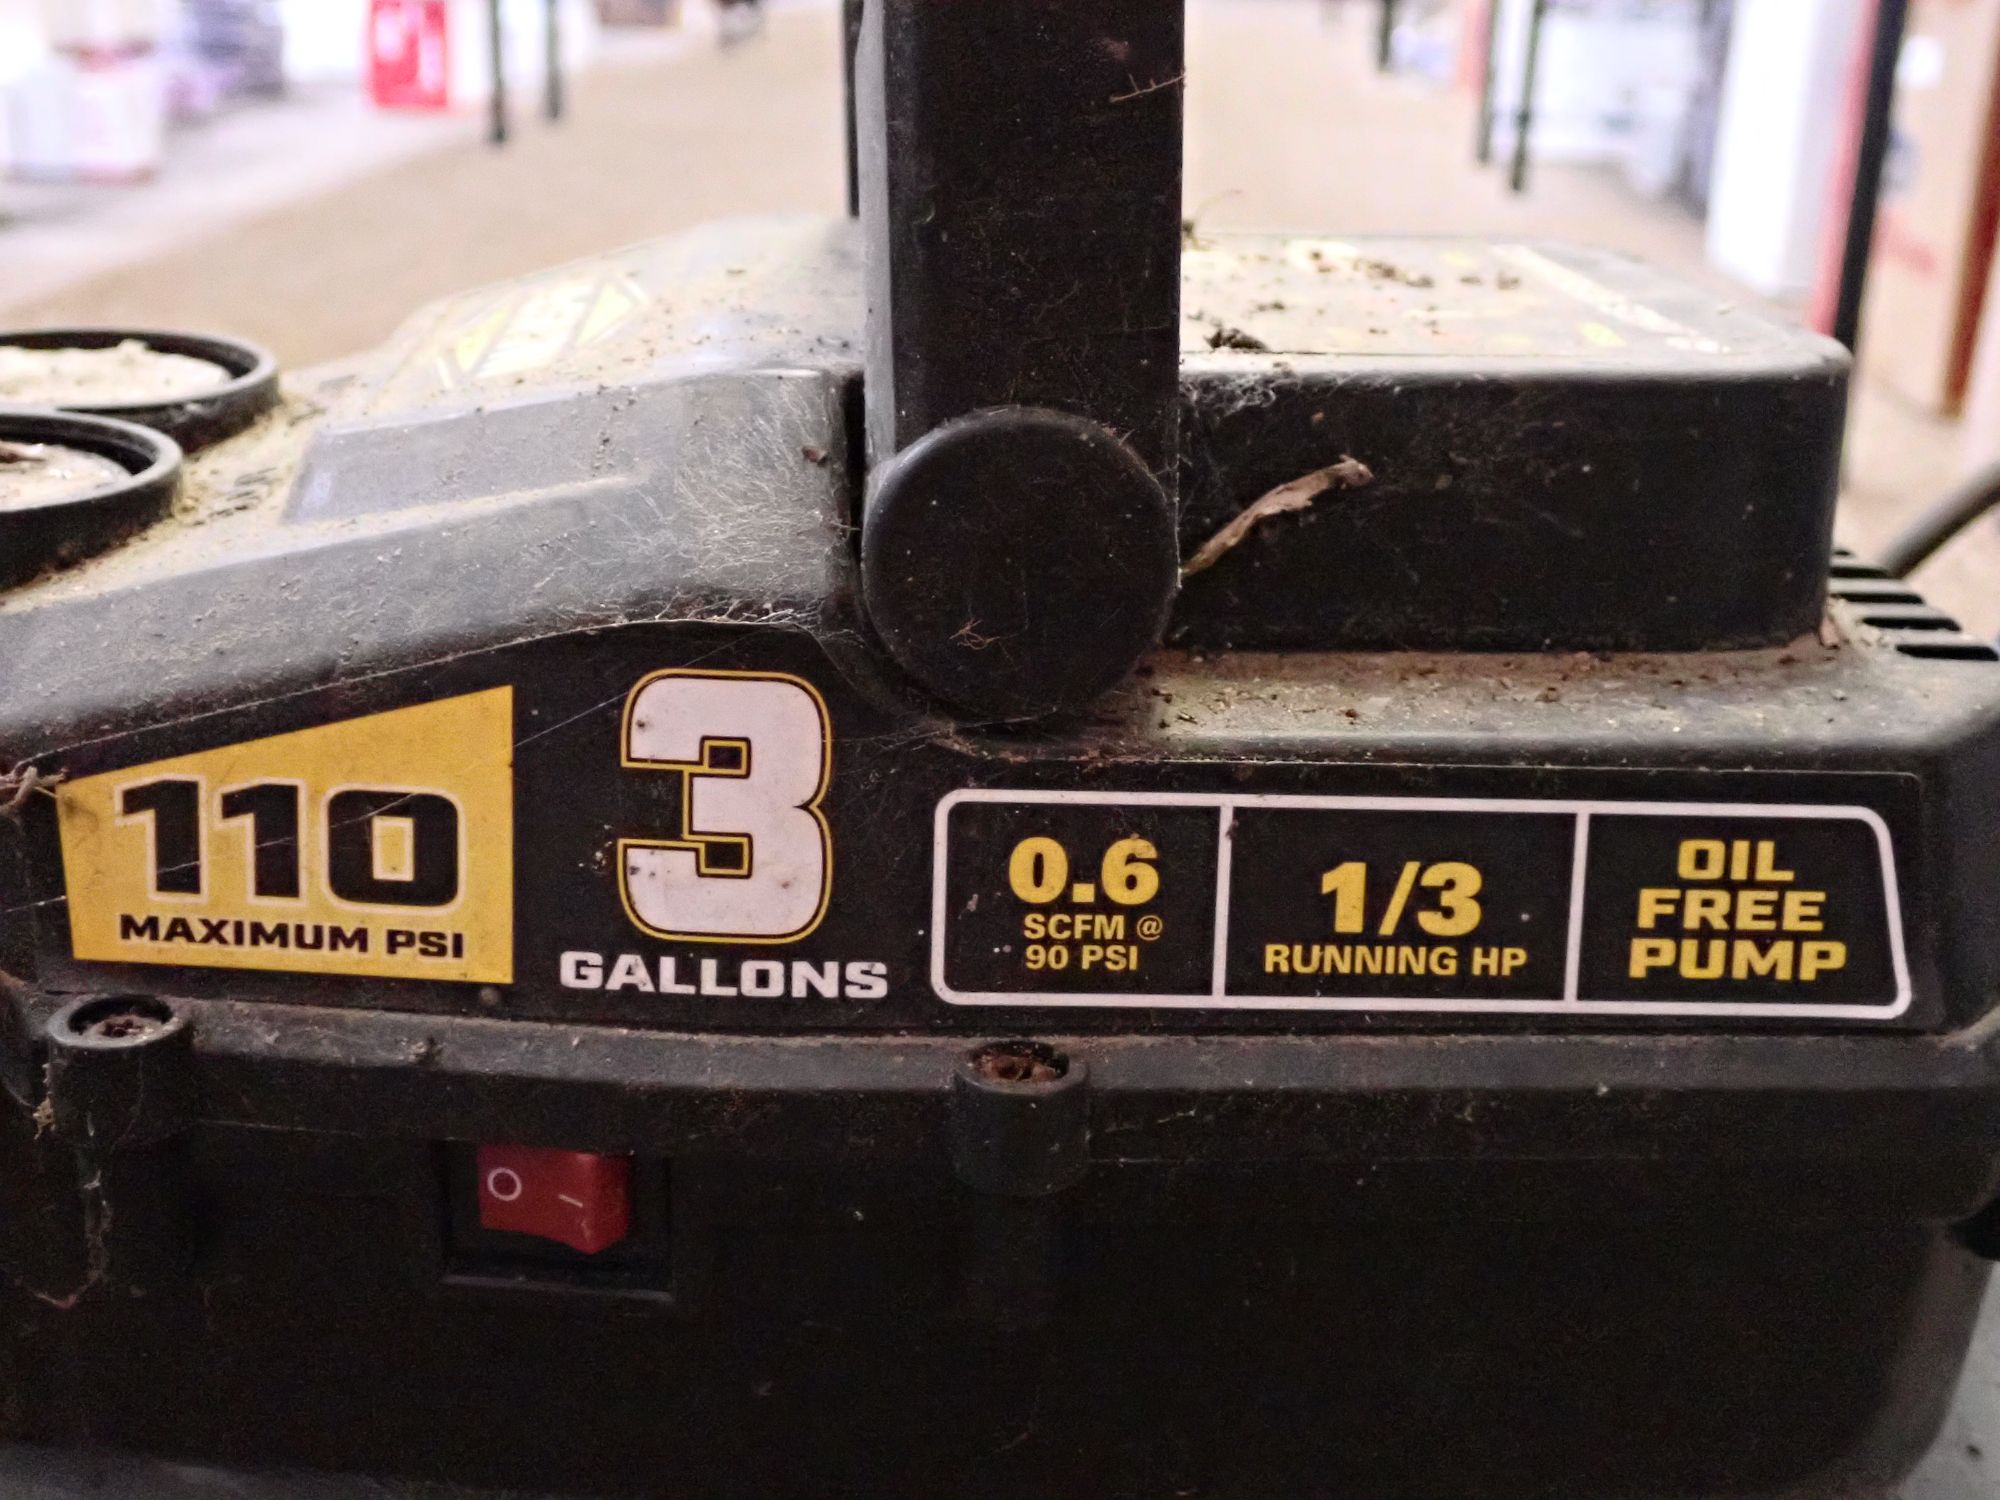 110
MAXIMUM PSI
3
GALLONS
0.6
SCFM @
90 PSI
1/3
RUNNING HP
OIL
FREE
PUMP
O I